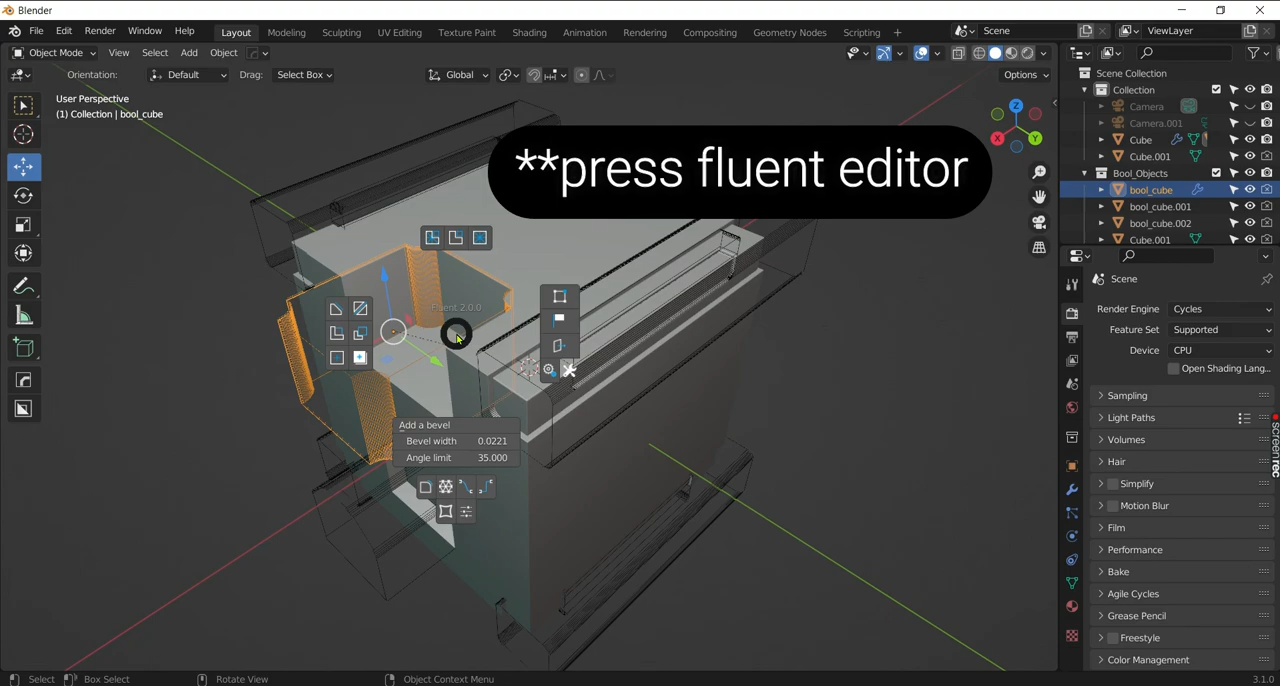 Blender
File Edit Render Window Help
Layout Modeling Sculpting UV Editing Texture Paint Shading Animation Rendering Compositing Geometry Nodes Scripting +
Scene
ViewLayer
Object Mode View Select Add Object
Orientation: Default Drag: Select Box Global Options
User Perspective
(1) Collection | bool_cube
**press fluent editor
Fluent 2.0.0
Add a bevel
Bevel width 0.0221
Angle limit 35.000
Z
X
Y
Scene Collection
Collection
Camera
Camera.001
Cube
Cube.001
Bool_Objects
bool_cube
bool_cube.001
bool_cube.002
Cube.001
Scene
Render Engine Cycles
Feature Set Supported
Device CPU
Open Shading Lang...
Sampling
Light Paths
Volumes
Hair
Simplify
Motion Blur
Film
Performance
Bake
Agile Cycles
Grease Pencil
Freestyle
Color Management
screenrec
Select Box Select Rotate View Object Context Menu 3.1.0